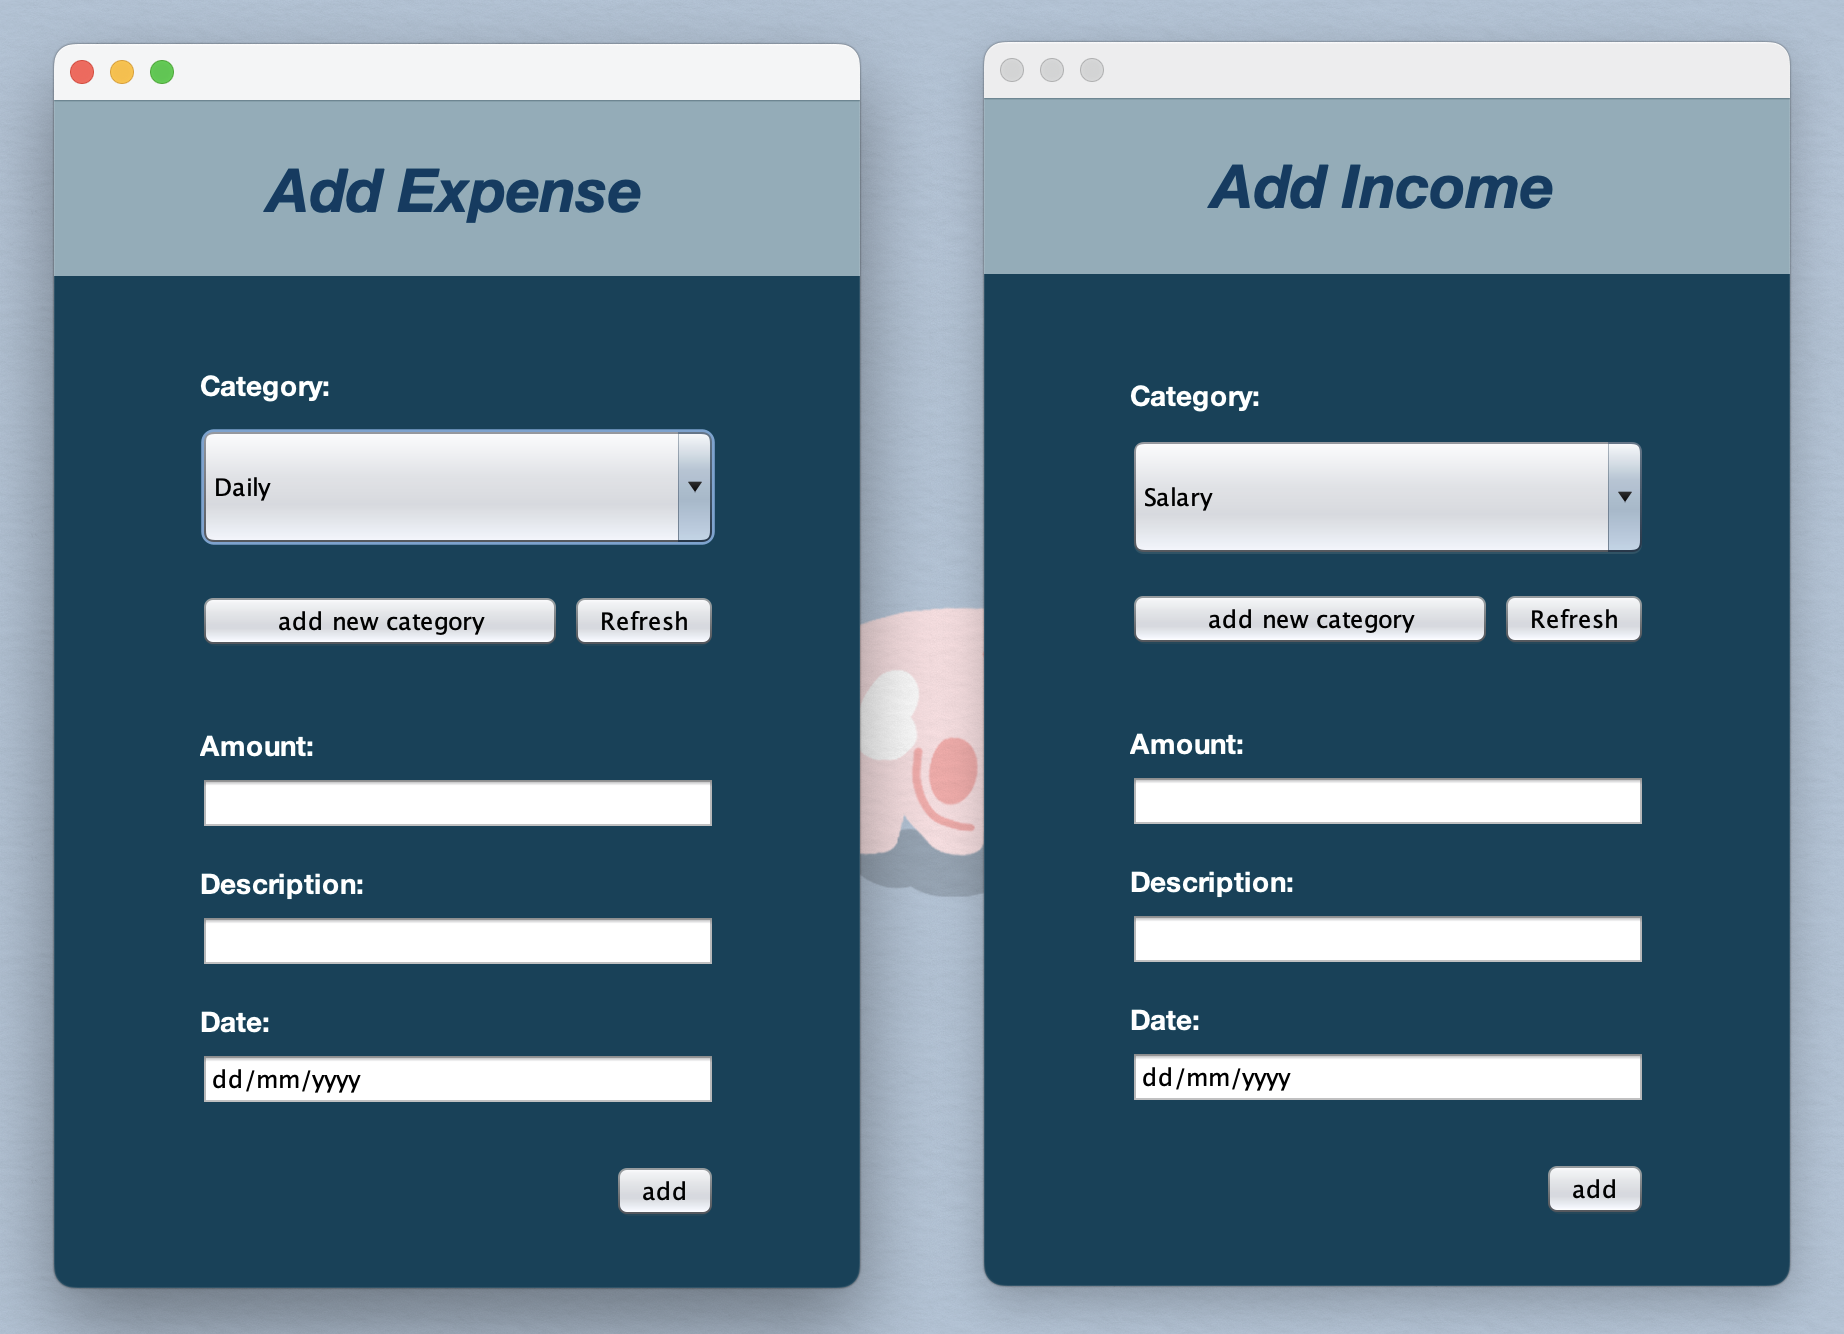 Add Expense
Category:
Daily
add new category
Refresh
Amount:
Description:
Date:
dd/mm/yyyy
add
Add Income
Category:
Salary
add new category
Refresh
Amount:
Description:
Date:
dd/mm/yyyy
add